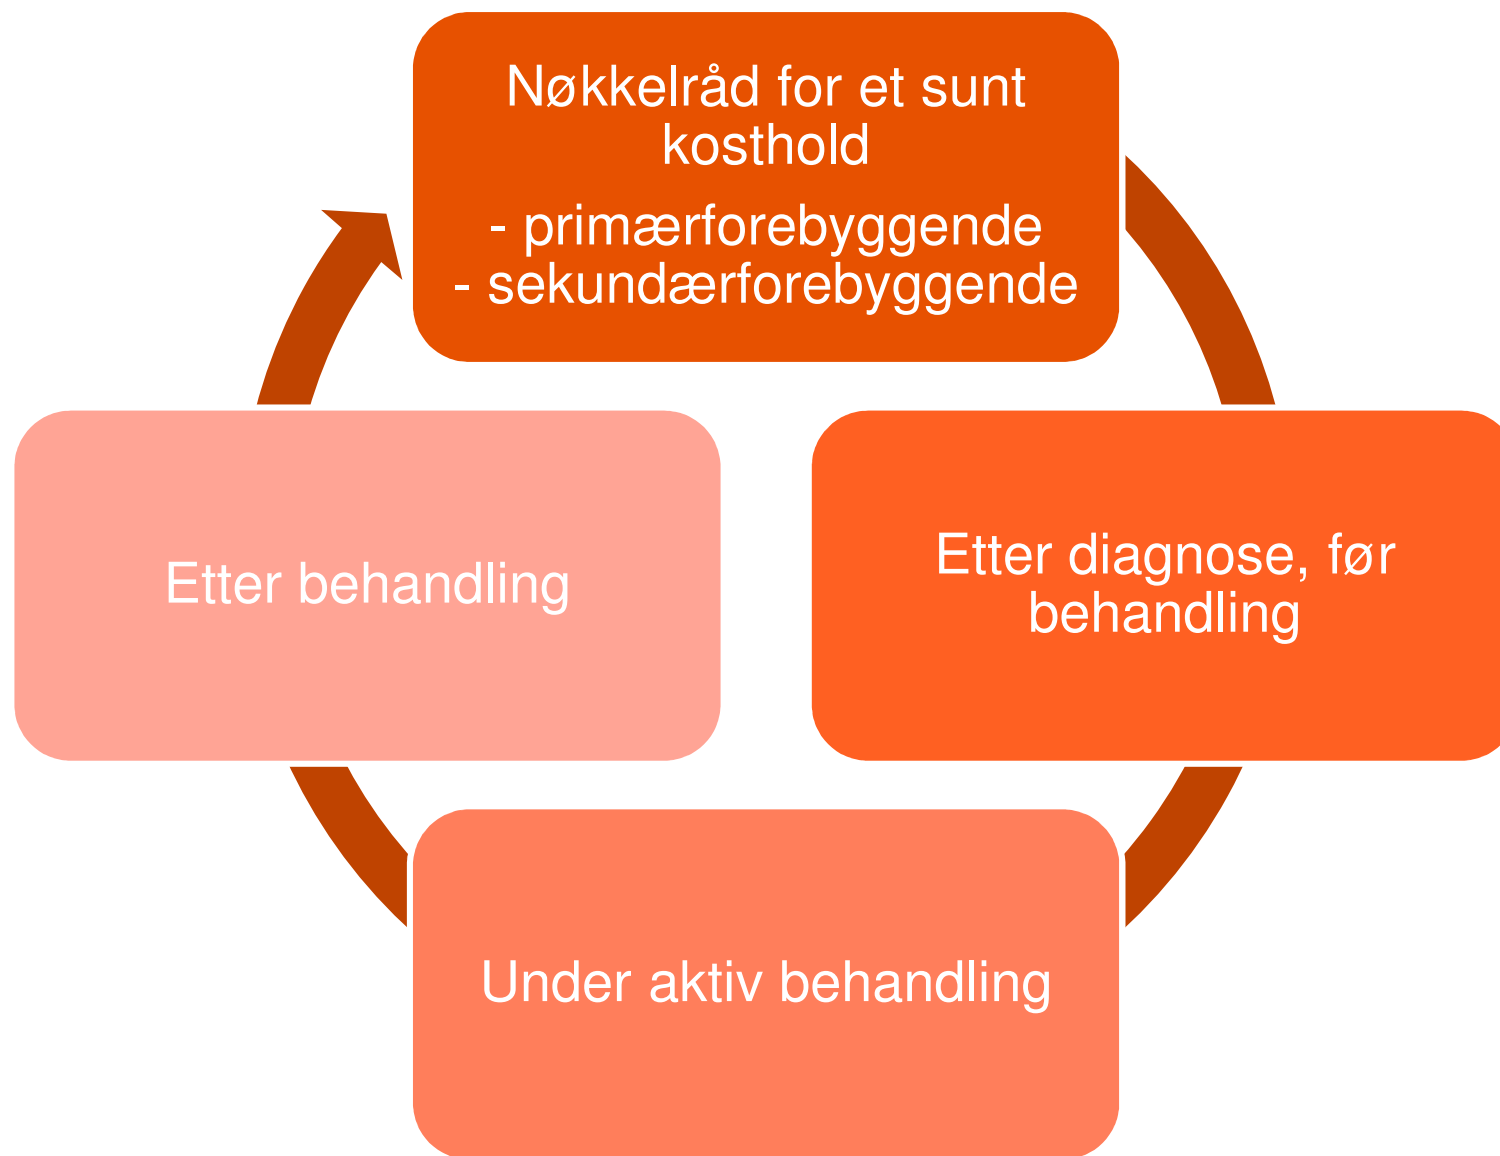 Nøkkelråd for et sunt
kosthold
- primærforebyggende
- sekundærforebyggende
Etter diagnose, før
behandling
Under aktiv behandling
Etter behandling